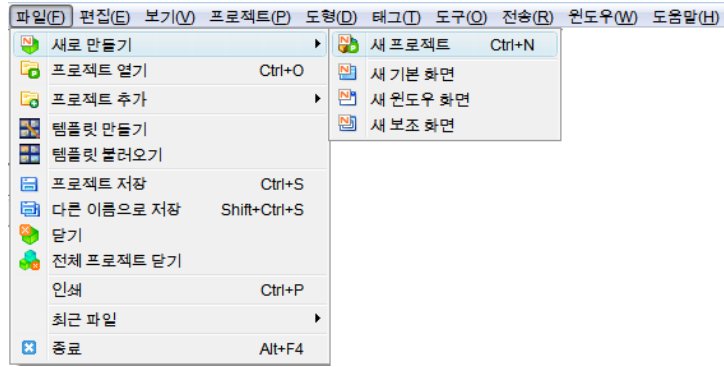 파일(F) 편집(E) 보기(V) 프로젝트(P) 도형(D) 태그(T) 도구(O) 전송(R) 윈도우(W) 도움말(H)
새로 만들기
프로젝트 열기 Ctrl+O
프로젝트 추가
템플릿 만들기
템플릿 불러오기
프로젝트 저장 Ctrl+S
다른 이름으로 저장 Shift+Ctrl+S
닫기
전체 프로젝트 닫기
인쇄 Ctrl+P
최근 파일
종료 Alt+F4
새 프로젝트 Ctrl+N
새 기본 화면
새 윈도우 화면
새 보조 화면